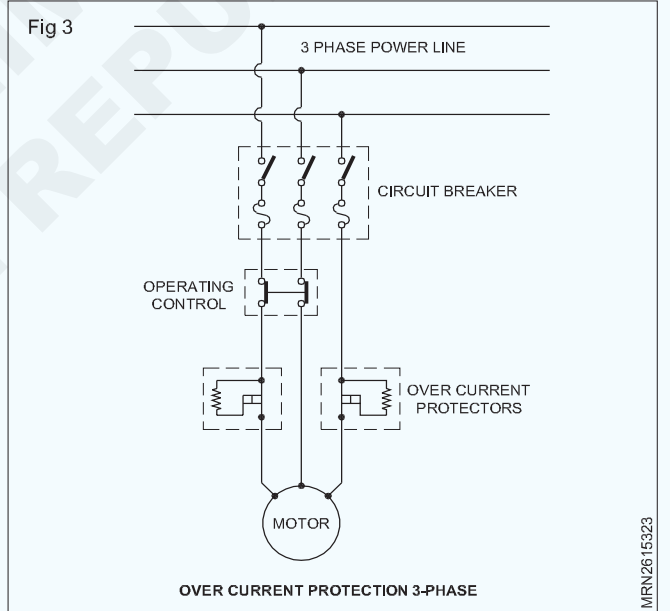 Fig 3
3 PHASE POWER LINE
CIRCUIT BREAKER
OPERATING
CONTROL
OVER CURRENT
PROTECTORS
MOTOR
OVER CURRENT PROTECTION 3-PHASE
MRN2615323